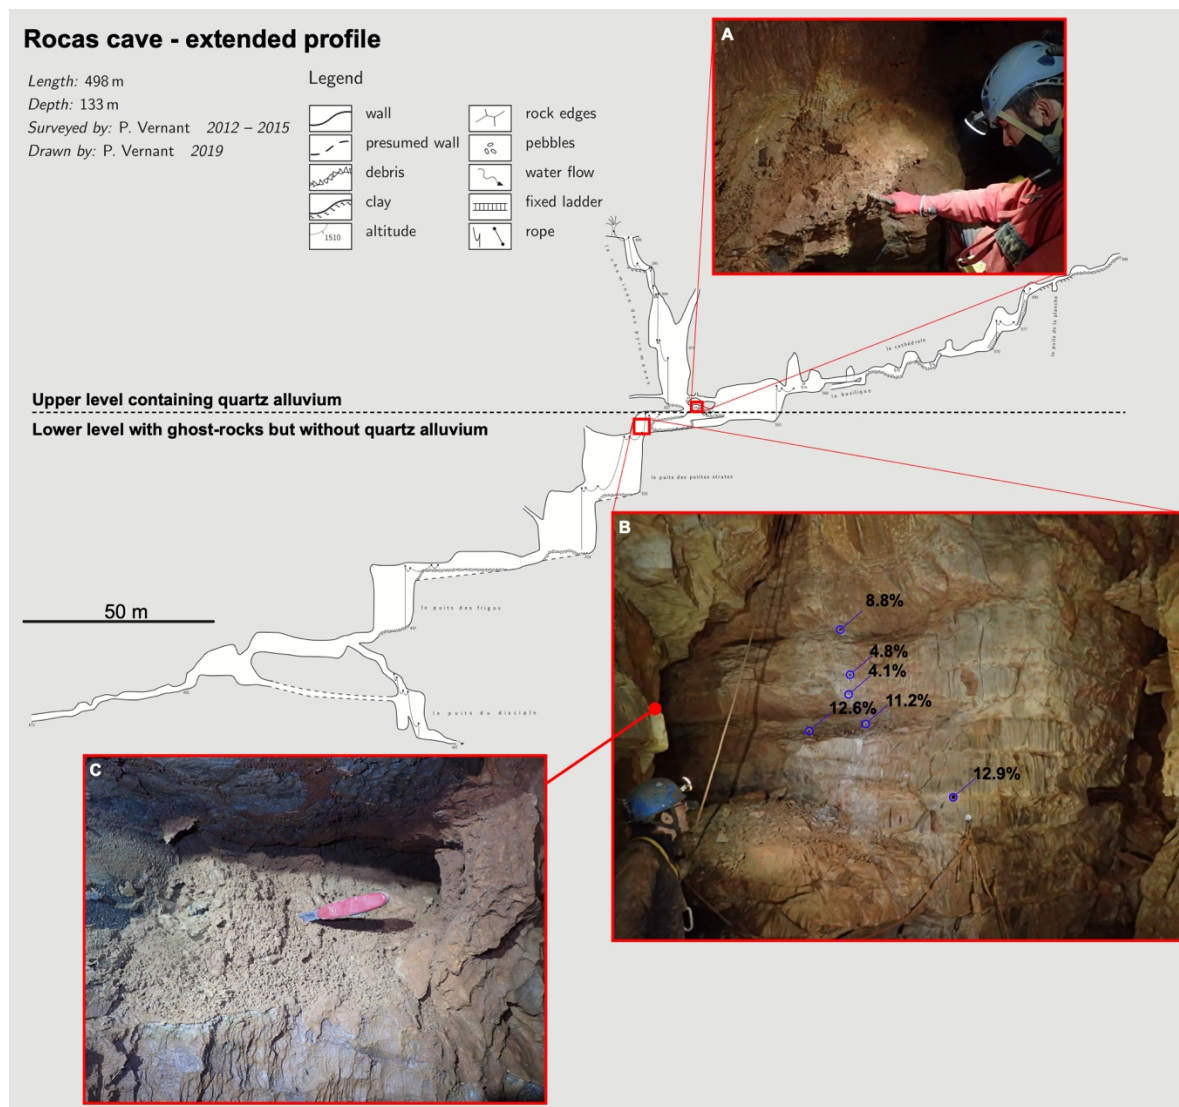 Rocas cave - extended profile
Length: 498 m
Depth: 133 m
Surveyed by: P. Vernant 2012 – 2015
Drawn by: P. Vernant 2019
Legend
wall
presumed wall
debris
clay
1510
altitude
rock edges
pebbles
water flow
fixed ladder
rope
A
le cheminée des pyromanes
le puits de la planche
la cathédrale
la basilique
Upper level containing quartz alluvium
Lower level with ghost-rocks but without quartz alluvium
le puits des petites strates
B
8.8%
4.8%
4.1%
12.6%
11.2%
12.9%
le puits des frigos
50 m
le puits du disciple
C